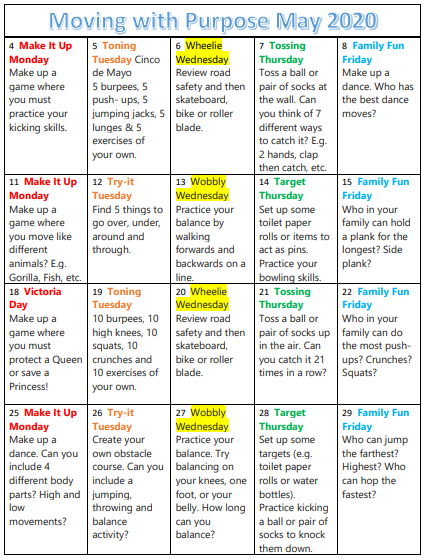 Moving with Purpose May 2020
4 Make It Up
Monday
Make up a
game where
you must
practice your
kicking skills.
5 Toning
Tuesday Cinco
de Mayo
5 burpees, 5
push- ups, 5
jumping jacks, 5
lunges & 5
exercises of
your own.
6 Wheelie
Wednesday
Review road
safety and then
skateboard,
bike or roller
blade.
7 Tossing
Thursday
Toss a ball or
pair of socks at
the wall. Can
you think of 7
different ways
to catch it? E.g.
2 hands, clap
then catch, etc.
8 Family Fun
Friday
Make up a
dance. Who has
the best dance
moves?
11 Make It Up
Monday
Make up a
game where
you move like
different
animals? E.g.
Gorilla, Fish, etc.
12 Try-it
Tuesday
Find 5 things to
go over, under,
around and
through.
13 Wobbly
Wednesday
Practice your
balance by
walking
forwards and
backwards on a
line.
14 Target
Thursday
Set up some
toilet paper
rolls or items to
act as pins.
Practice your
bowling skills.
15 Family Fun
Friday
Who in your
family can hold
a plank for the
longest? Side
plank?
18 Victoria
Day
Make up a
game where
you must
protect a Queen
or save a
Princess!
19 Toning
Tuesday
10 burpees, 10
high knees, 10
squats, 10
crunches and
10 exercises of
your own.
20 Wheelie
Wednesday
Review road
safety and then
skateboard,
bike or roller
blade.
21 Tossing
Thursday
Toss a ball or
pair of socks up
in the air. Can
you catch it 21
times in a row?
22 Family Fun
Friday
Who in your
family can do
the most push-
ups? Crunches?
Squats?
25 Make It Up
Monday
Make up a
dance. Can you
include 4
different body
parts? High and
low
movements?
26 Try-it
Tuesday
Create your
own obstacle
course. Can you
include a
jumping,
throwing and
balance
activity?
27 Wobbly
Wednesday
Practice your
balance. Try
balancing on
your knees, one
foot, or your
belly. How long
can you
balance?
28 Target
Thursday
Set up some
targets (e.g.
toilet paper
rolls or water
bottles).
Practice kicking
a ball or pair of
socks to knock
them down.
29 Family Fun
Friday
Who can jump
the farthest?
Highest? Who
can hop the
fastest?